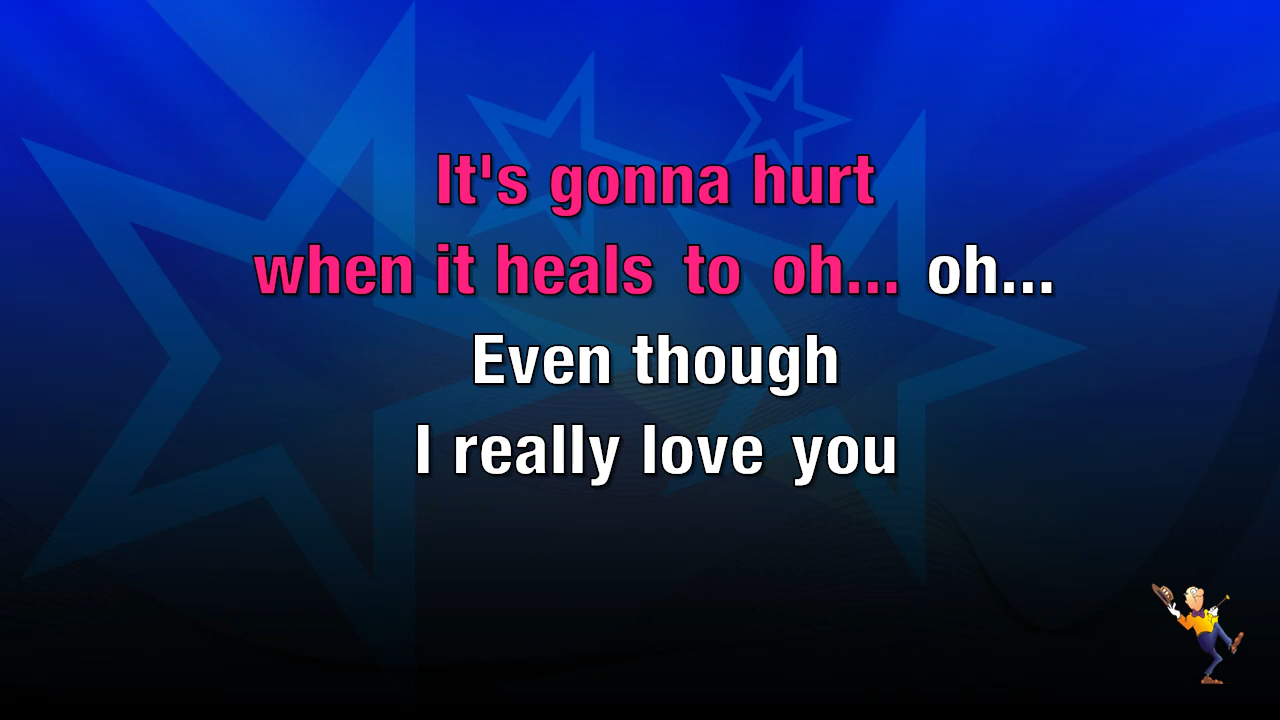 It's gonna hurt
when it heals to oh... oh...
Even though
I really love you